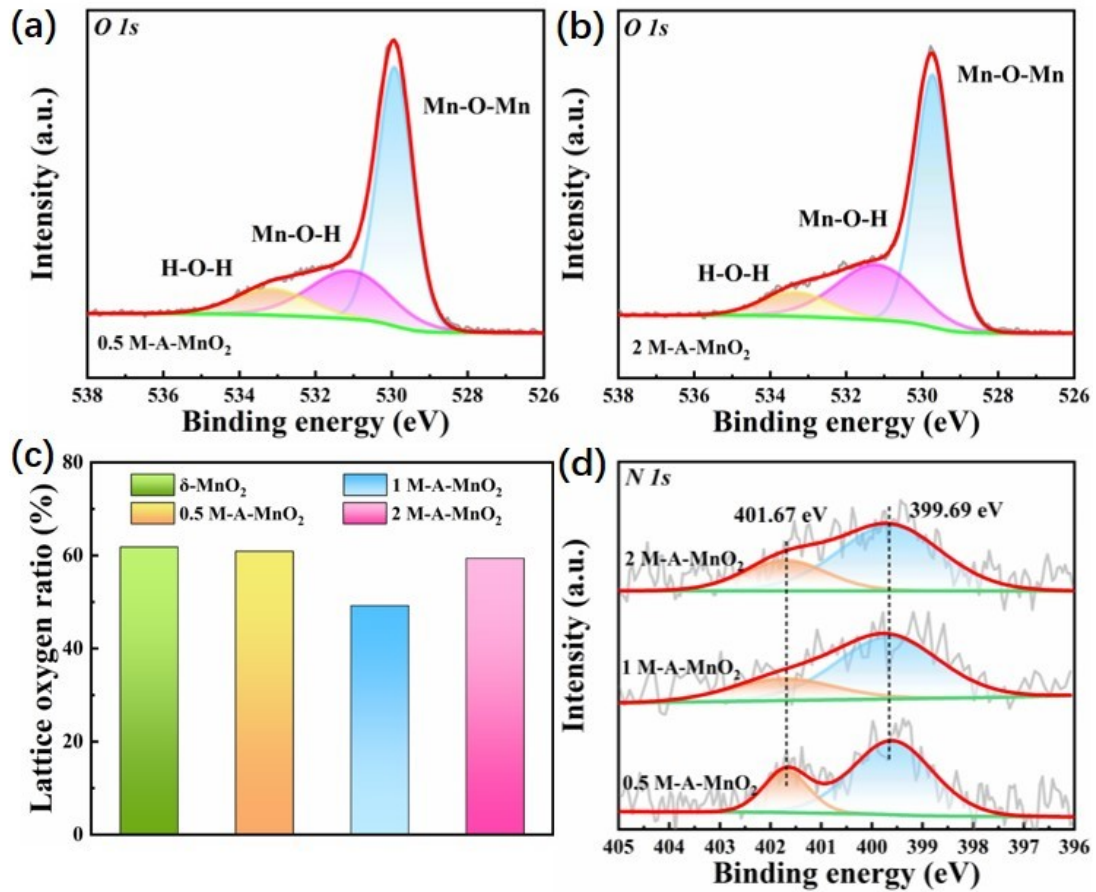 (a)
O 1s
Mn-O-Mn
Mn-O-H
H-O-H
0.5 M-A-MnO₂
Intensity (a.u.)
538 536 534 532 530 528 526
Binding energy (eV)
(b)
O 1s
Mn-O-Mn
Mn-O-H
H-O-H
2 M-A-MnO₂
Intensity (a.u.)
538 536 534 532 530 528 526
Binding energy (eV)
(c)
80
60
40
20
0
Lattice oxygen ratio (%)
δ-MnO₂
1 M-A-MnO₂
0.5 M-A-MnO₂
2 M-A-MnO₂
(d)
N 1s
401.67 eV
399.69 eV
2 M-A-MnO₂
1 M-A-MnO₂
0.5 M-A-MnO₂
Intensity (a.u.)
405 404 403 402 401 400 399 398 397 396
Binding energy (eV)